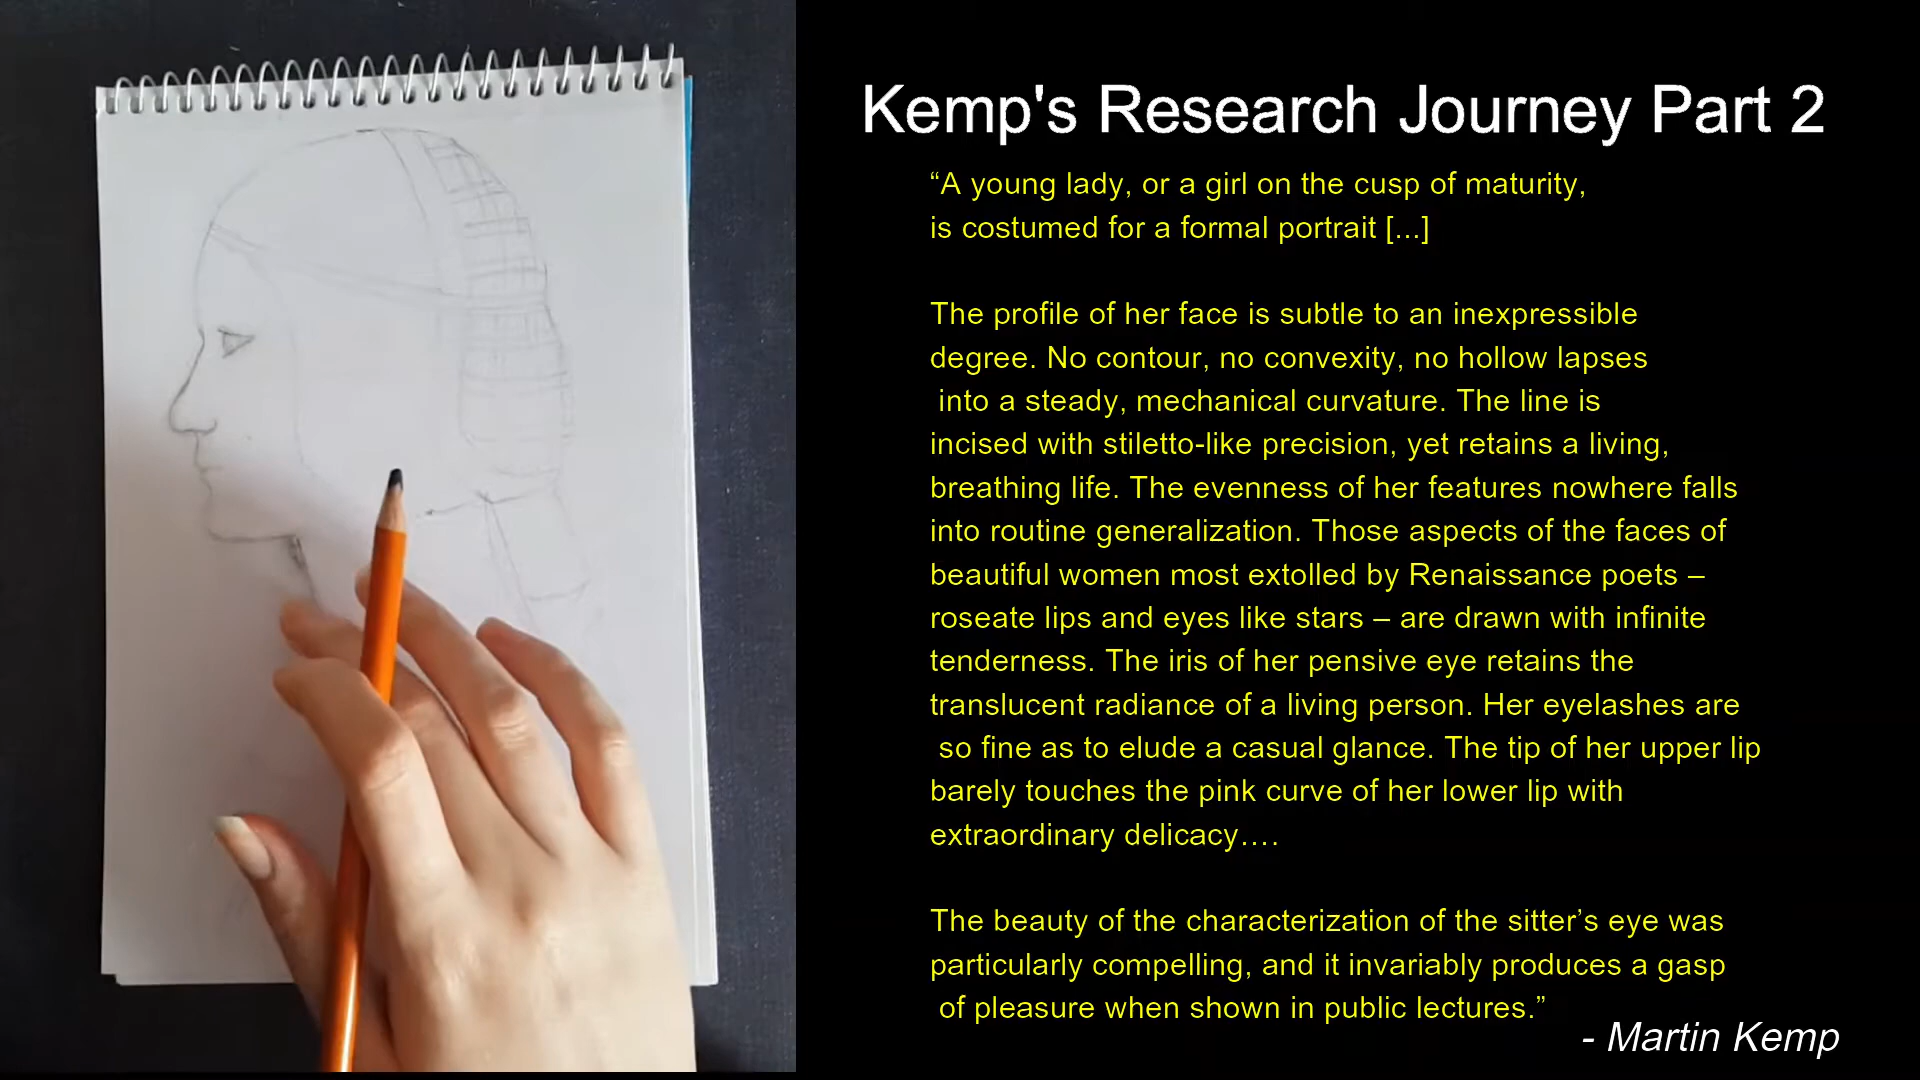 Kemp's Research Journey Part 2
“A young lady, or a girl on the cusp of maturity,
is costumed for a formal portrait [...]
The profile of her face is subtle to an inexpressible
degree. No contour, no convexity, no hollow lapses
into a steady, mechanical curvature. The line is
incised with stiletto-like precision, yet retains a living,
breathing life. The evenness of her features nowhere falls
into routine generalization. Those aspects of the faces of
beautiful women most extolled by Renaissance poets –
roseate lips and eyes like stars – are drawn with infinite
tenderness. The iris of her pensive eye retains the
translucent radiance of a living person. Her eyelashes are
so fine as to elude a casual glance. The tip of her upper lip
barely touches the pink curve of her lower lip with
extraordinary delicacy….
The beauty of the characterization of the sitter’s eye was
particularly compelling, and it invariably produces a gasp
of pleasure when shown in public lectures.”
- Martin Kemp